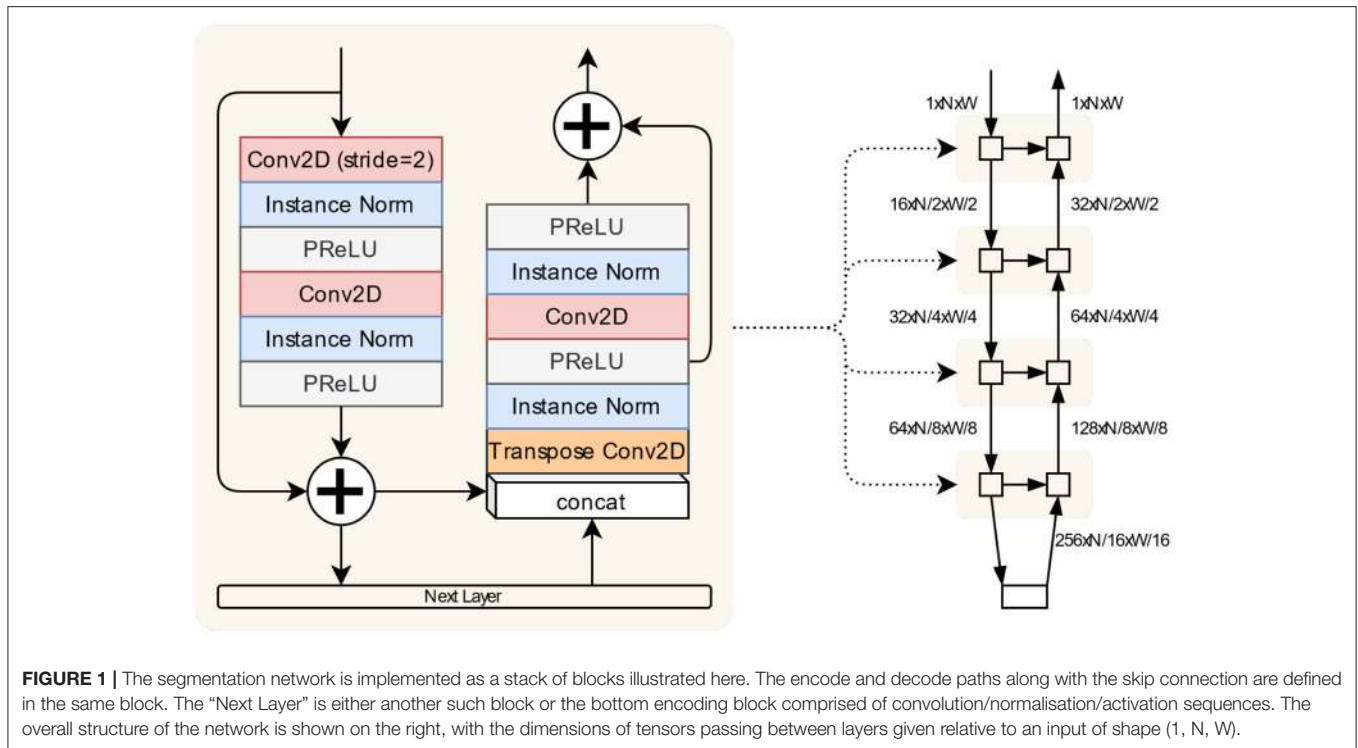 Conv2D (stride=2)
Instance Norm
PReLU
Conv2D
Instance Norm
PReLU
PReLU
Instance Norm
Conv2D
PReLU
Instance Norm
Transpose Conv2D
concat
Next Layer
1xNxW
1xNxW
16xN/2xW/2
32xN/2xW/2
32xN/4xW/4
64xN/4xW/4
64xN/8xW/8
128xN/8xW/8
256xN/16xW/16
FIGURE 1 | The segmentation network is implemented as a stack of blocks illustrated here. The encode and decode paths along with the skip connection are defined
in the same block. The “Next Layer” is either another such block or the bottom encoding block comprised of convolution/normalisation/activation sequences. The
overall structure of the network is shown on the right, with the dimensions of tensors passing between layers given relative to an input of shape (1, N, W).